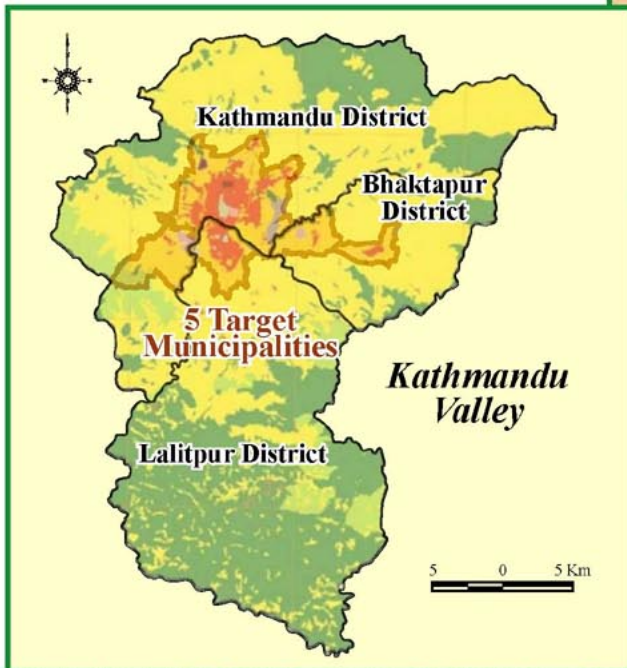 Kathmandu District
Bhaktapur
District
5 Target
Municipalities
Kathmandu
Valley
Lalitpur District
5 0 5 Km